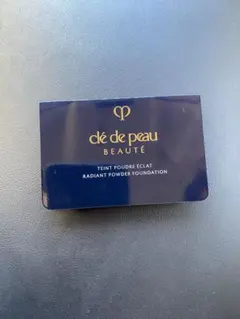 clé de peau
BEAUTÉ
TEINT POUDRE ECLAT
RADIANT POWDER FOUNDATION